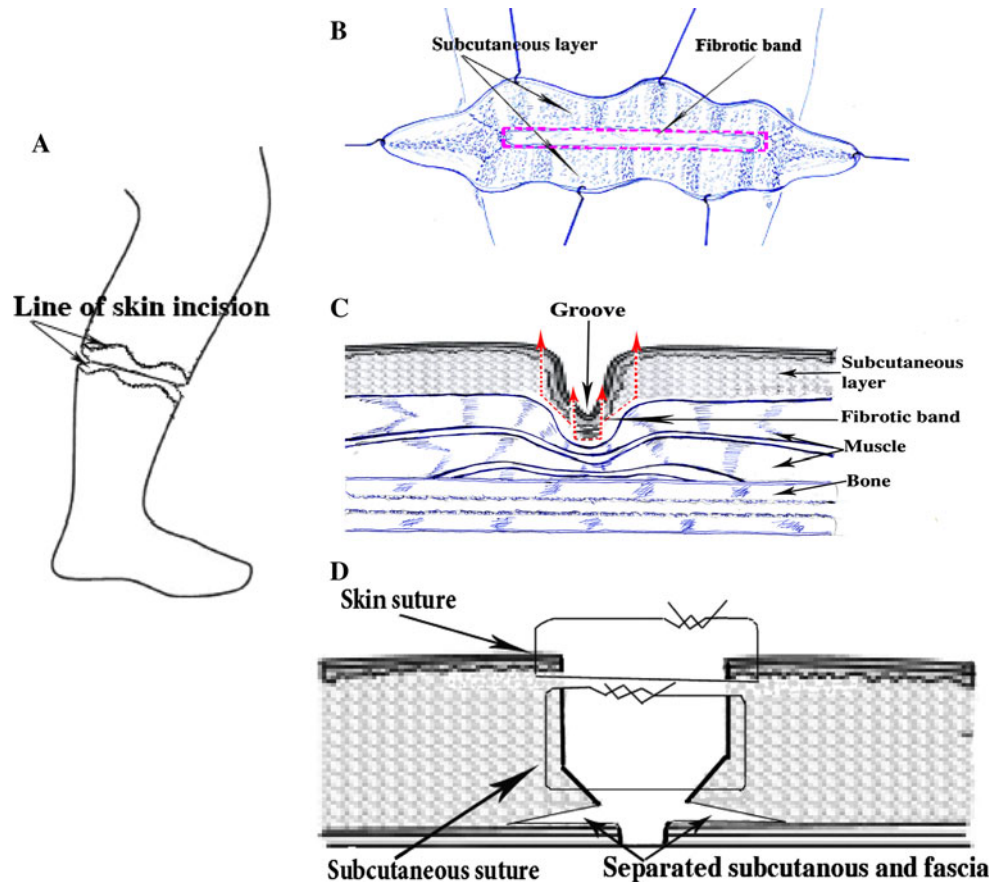 A
Line of skin incision
B
Subcutaneous layer
Fibrotic band
C
Groove
Subcutaneous
layer
Fibrotic band
Muscle
Bone
D
Skin suture
Subcutaneous suture
Separated subcutanous and fascia